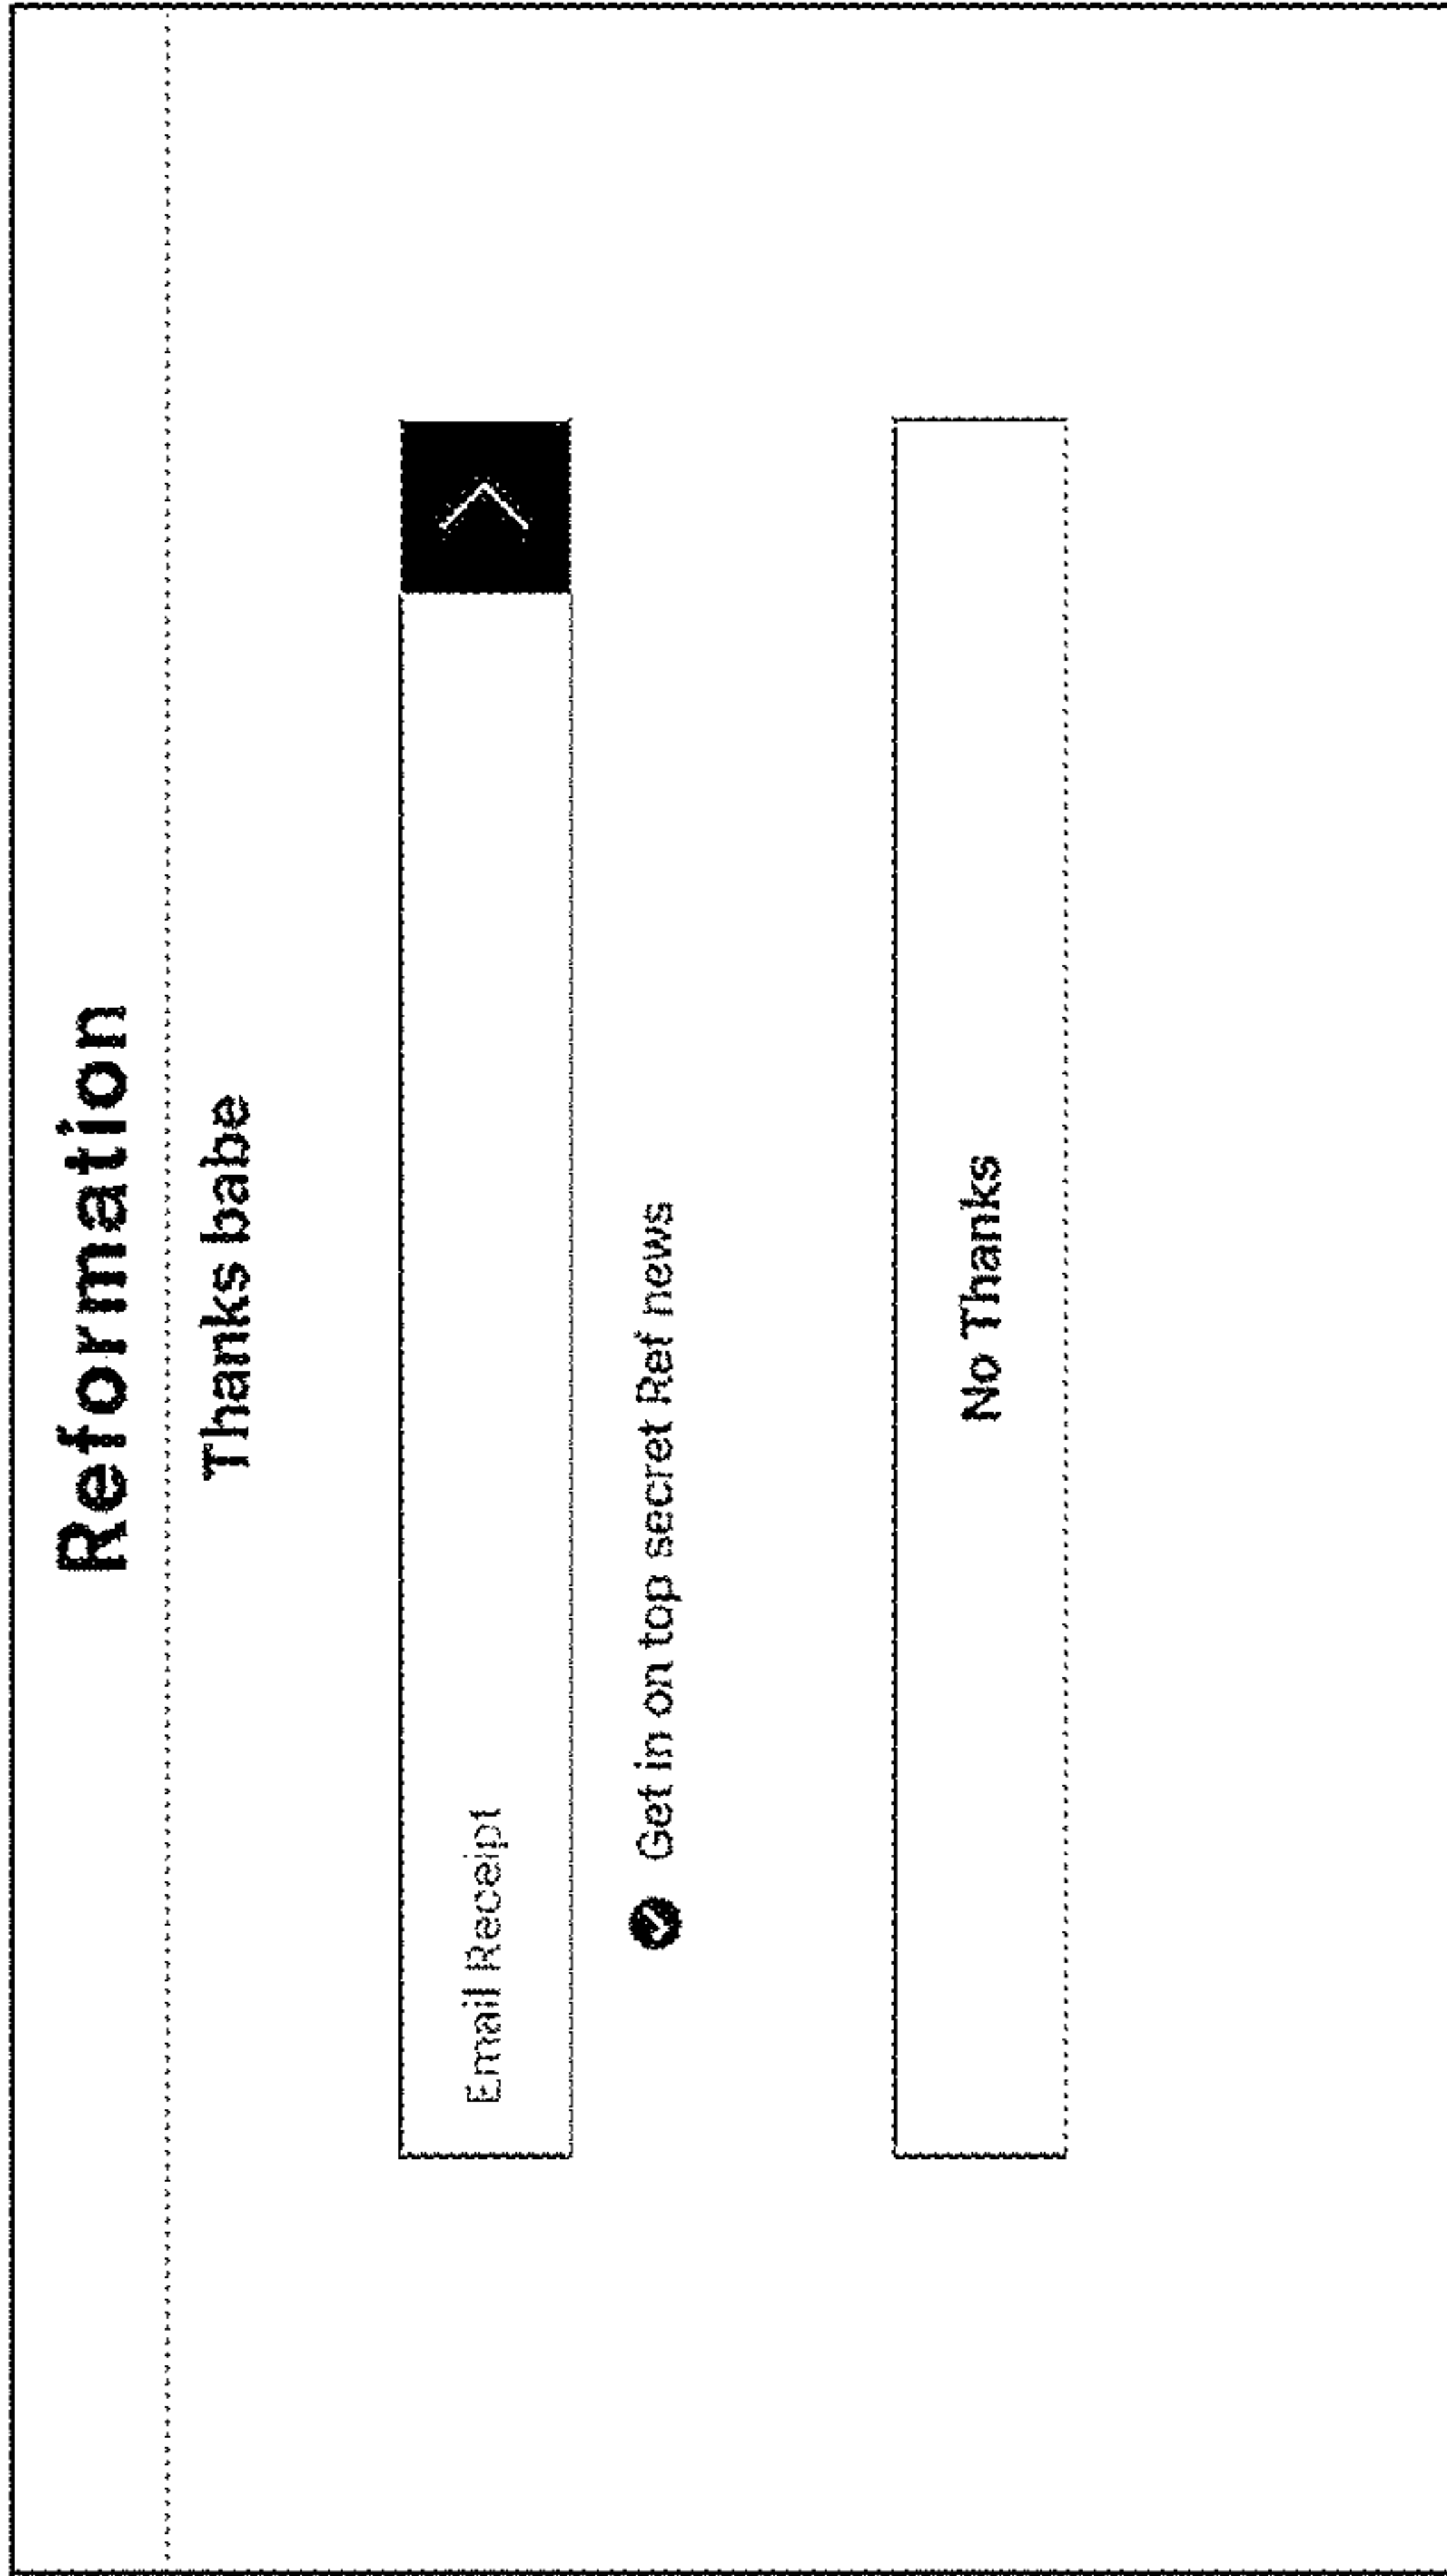 Reformation
Thanks babe
Email Receipt
Get in on top secret Ref news
No Thanks